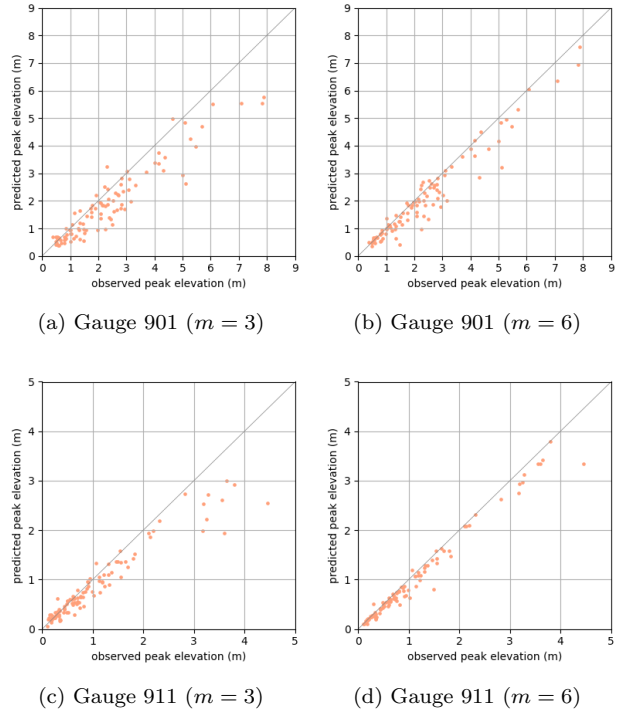 9
8
7
6
5
4
3
2
1
0
predicted peak elevation (m)
0 1 2 3 4 5 6 7 8 9
observed peak elevation (m)
(a) Gauge 901 (m = 3)
9
8
7
6
5
4
3
2
1
0
predicted peak elevation (m)
0 1 2 3 4 5 6 7 8 9
observed peak elevation (m)
(b) Gauge 901 (m = 6)
5
4
3
2
1
0
predicted peak elevation (m)
0 1 2 3 4 5
observed peak elevation (m)
(c) Gauge 911 (m = 3)
5
4
3
2
1
0
predicted peak elevation (m)
0 1 2 3 4 5
observed peak elevation (m)
(d) Gauge 911 (m = 6)